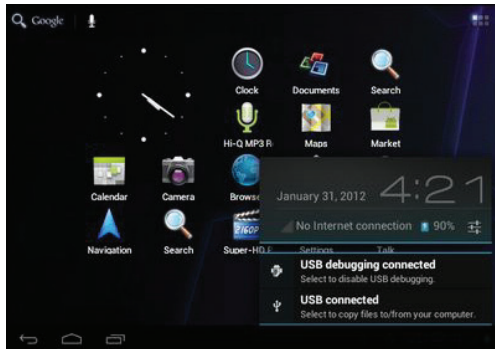 Google
Clock
Documents
Search
Hi-Q MP3 R
Maps
Market
Calendar
Camera
Browse
January 31, 2012
4:21
No Internet connection
90%
Navigation
Search
Super-HD
Settings
Talk
2160P
USB debugging connected
Select to disable USB debugging.
USB connected
Select to copy files to/from your computer.